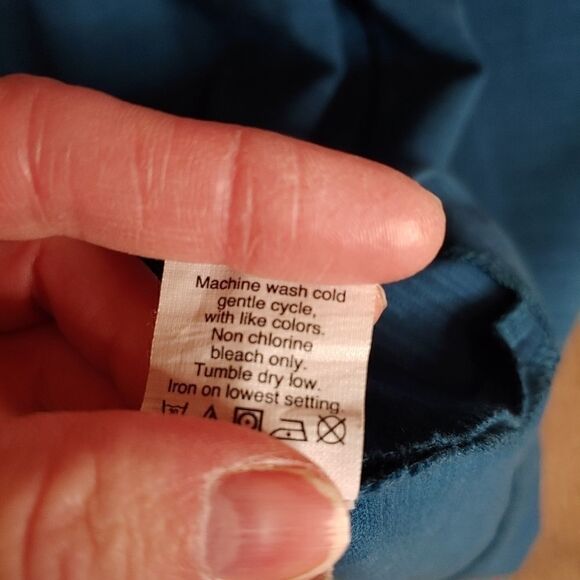 Machine wash cold
gentle cycle,
with like colors.
Non chlorine
bleach only.
Tumble dry low.
Iron on lowest setting.